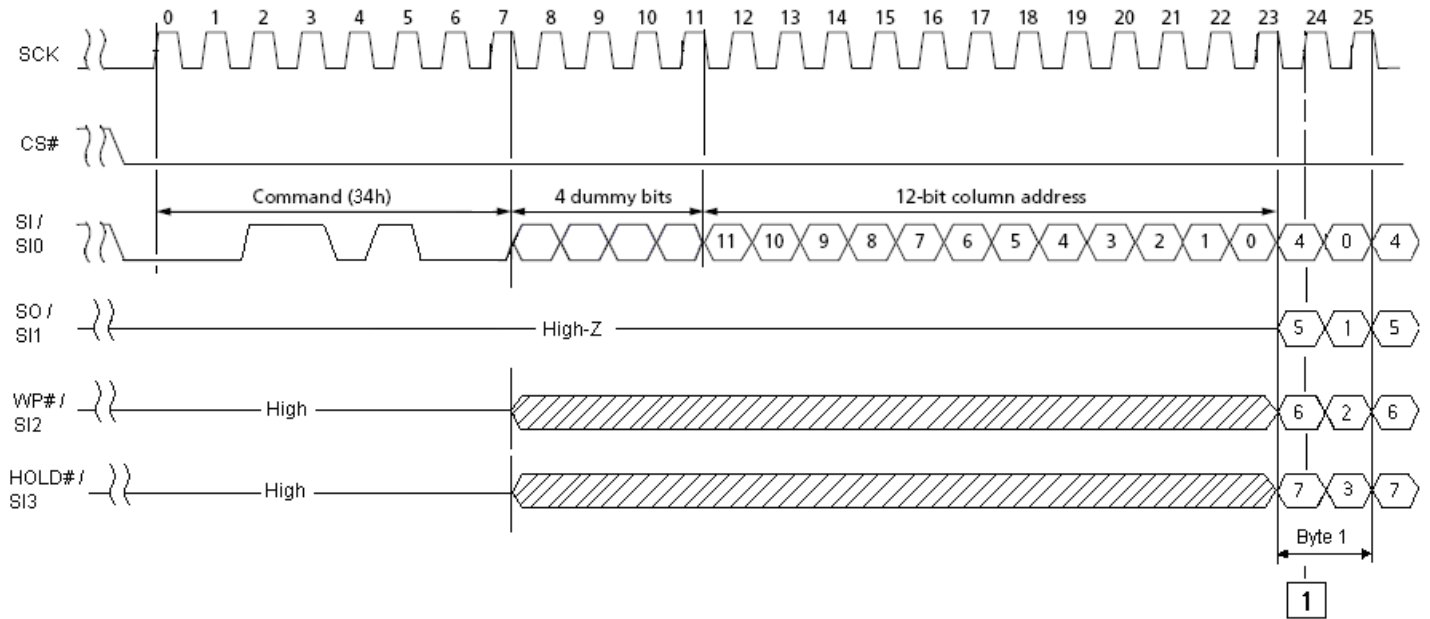 0 1 2 3 4 5 6 7 8 9 10 11 12 13 14 15 16 17 18 19 20 21 22 23 24 25
SCK
CS#
Command (34h) 4 dummy bits 12-bit column address
SI /
SI0
11 10 9 8 7 6 5 4 3 2 1 0 4 0 4
SO /
SI1
High-Z 5 1 5
WP# /
SI2
High 6 2 6
HOLD# /
SI3
High 7 3 7
Byte 1
1